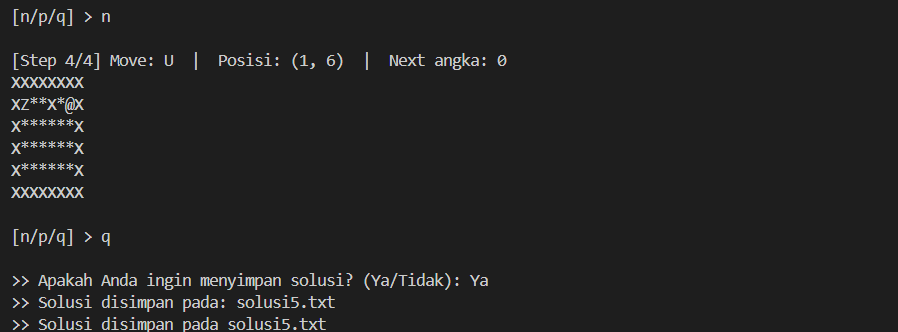 [n/p/q] > n
[Step 4/4] Move: U  |  Posisi: (1, 6)  |  Next angka: 0
XXXXXXXX
XZ**X*@X
X******X
X******X
X******X
XXXXXXXX
[n/p/q] > q
>> Apakah Anda ingin menyimpan solusi? (Ya/Tidak): Ya
>> Solusi disimpan pada: solusi5.txt
>> Solusi disimpan pada solusi5.txt